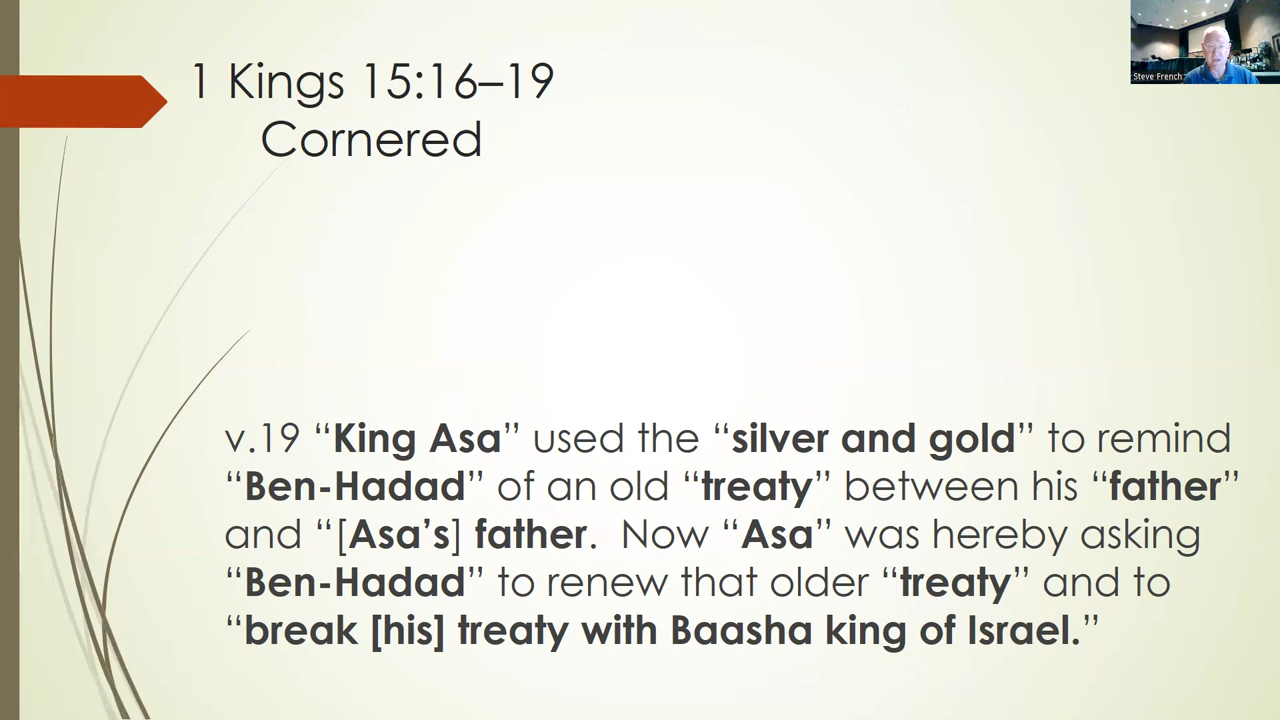 1 Kings 15:16–19
Cornered
Steve French
v.19 “King Asa” used the “silver and gold” to remind
“Ben-Hadad” of an old “treaty” between his “father”
and “[Asa’s] father.  Now “Asa” was hereby asking
“Ben-Hadad” to renew that older “treaty” and to
“break [his] treaty with Baasha king of Israel.”